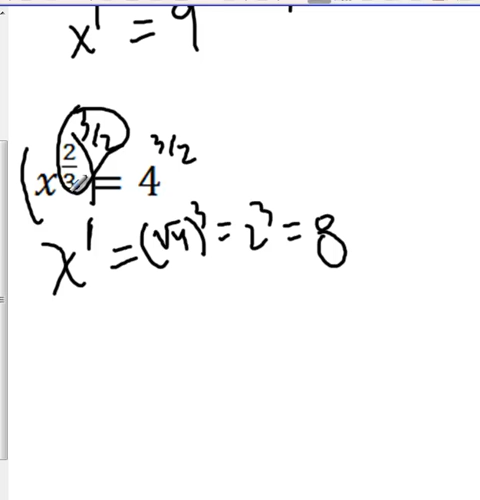 x¹ = 9
(x^(2/3))^(3/2) = 4^(3/2)
x¹ = (√4)³ = 2³ = 8